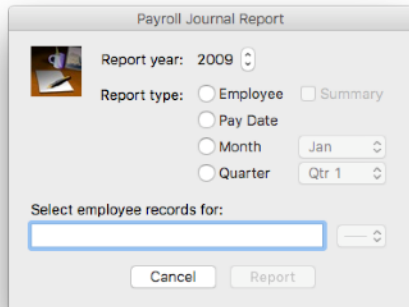 Payroll Journal Report
Report year: 2009
Report type: Employee Summary
Pay Date
Month Jan
Quarter Qtr 1
Select employee records for:
Cancel Report